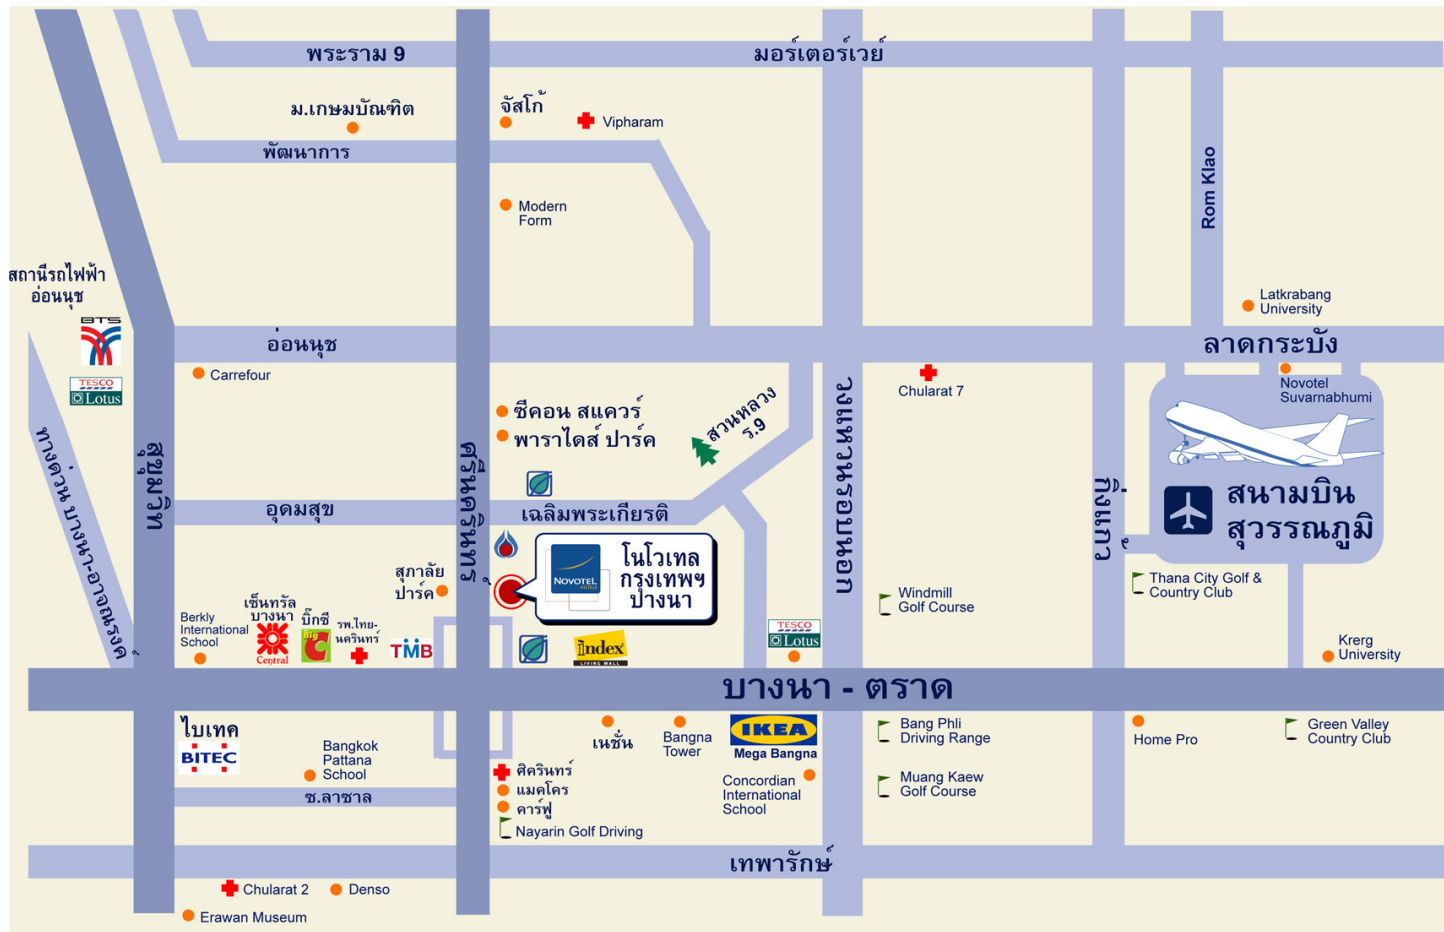 พระราม 9
มอร์เตอร์เวย์
ม.เกษมบัณฑิต
จัสโก้
Vipharam
พัฒนาการ
Rom Klao
Modern
Form
สถานีรถไฟฟ้า
อ่อนนุช
BTS
Latkrabang
University
อ่อนนุช
ลาดกระบัง
Carrefour
TESCO
Lotus
Chularat 7
Novotel
Suvarnabhumi
ซีคอน สแควร์
พาราไดส์ ปาร์ค
สวนหลวง
ร.9
ทางด่วน บางนา-อาจณรงค์
สุขุมวิท
ศรีนครินทร์
วงแหวนรอบนอก
กิ่งแก้ว
สนามบิน
สุวรรณภูมิ
อุดมสุข
เฉลิมพระเกียรติ
NOVOTEL
HOTELS
โนโวเทล
กรุงเทพฯ
บางนา
สุภาลัย
ปาร์ค
Thana City Golf &
Country Club
Windmill
Golf Course
Berkly
International
School
เซ็นทรัล
บางนา
Central
บิ๊กซี
Big C
รพ.ไทย-
นครินทร์
TMB
index
LIVING MALL
TESCO
Lotus
Krerg
University
บางนา - ตราด
ไบเทค
BITEC
Bangkok
Pattana
School
เนชั่น
Bangna
Tower
IKEA
Mega Bangna
Bang Phli
Driving Range
Home Pro
Green Valley
Country Club
ศิครินทร์
แมคโคร
คาร์ฟู
Nayarin Golf Driving
Concordian
International
School
Muang Kaew
Golf Course
ซ.ลาซาล
เทพารักษ์
Chularat 2
Denso
Erawan Museum